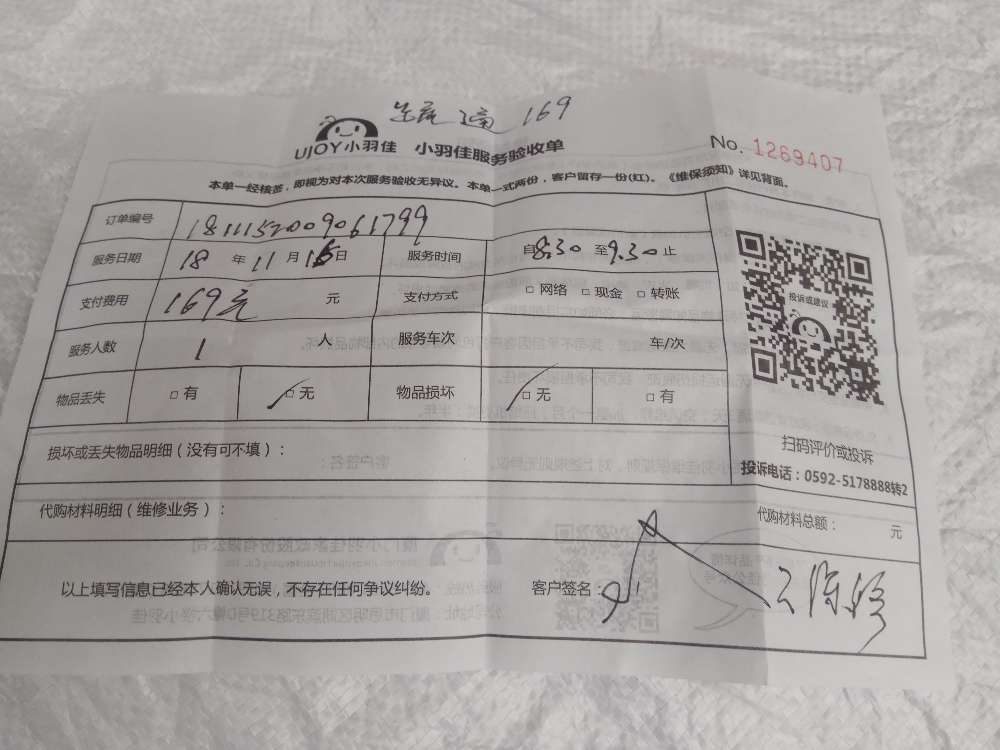 通 169
UJOY小羽佳 小羽佳服务验收单 No. 1269407
本单一经核签，即视为对本次服务验收无异议。本单一式两份，客户留存一份(红)。《维保须知》详见背面。
订单编号 1811152009061799
服务日期 18 年 11 月 15 日 服务时间 自 8:30 至 9:30 止
支付费用 169元 元 支付方式 □ 网络 □ 现金 □ 转账
投诉或建议
服务人数 1 人 服务车次 车/次
物品丢失 □ 有 □ 无 物品损坏 □ 无 □ 有
损坏或丢失物品明细（没有可不填）：
扫码评价或投诉
投诉电话：0592-5178888转2
代购材料明细（维修业务）： 代购材料总额： 元
以上填写信息已经本人确认无误，不存在任何争议纠纷。 客户签名：